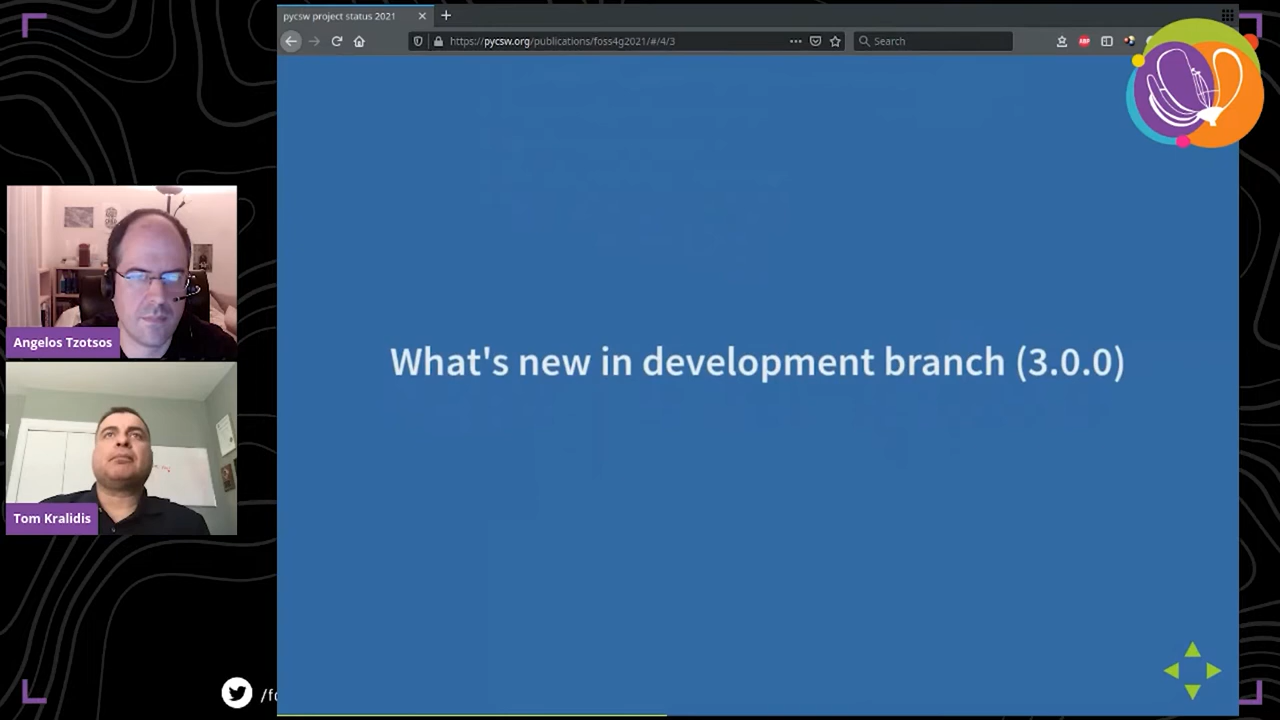 pycsw project status 2021
https://pycsw.org/publications/foss4g2021/#/4/3
Search
ABP
What's new in development branch (3.0.0)
Angelos Tzotsos
Tom Kralidis